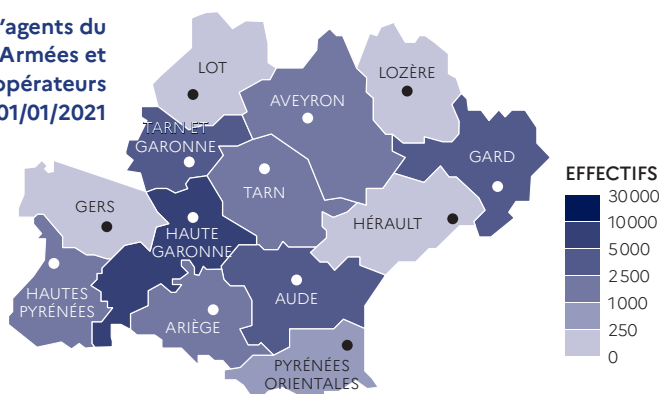 ’agents du
Armées et
opérateurs
01/01/2021
LOT
LOZÈRE
AVEYRON
TARN ET
GARONNE
GARD
TARN
GERS
HÉRAULT
HAUTE
GARONNE
HAUTES
PYRÉNÉES
AUDE
ARIÈGE
PYRÉNÉES
ORIENTALES
EFFECTIFS
30 000
10 000
5 000
2 500
1 000
250
0